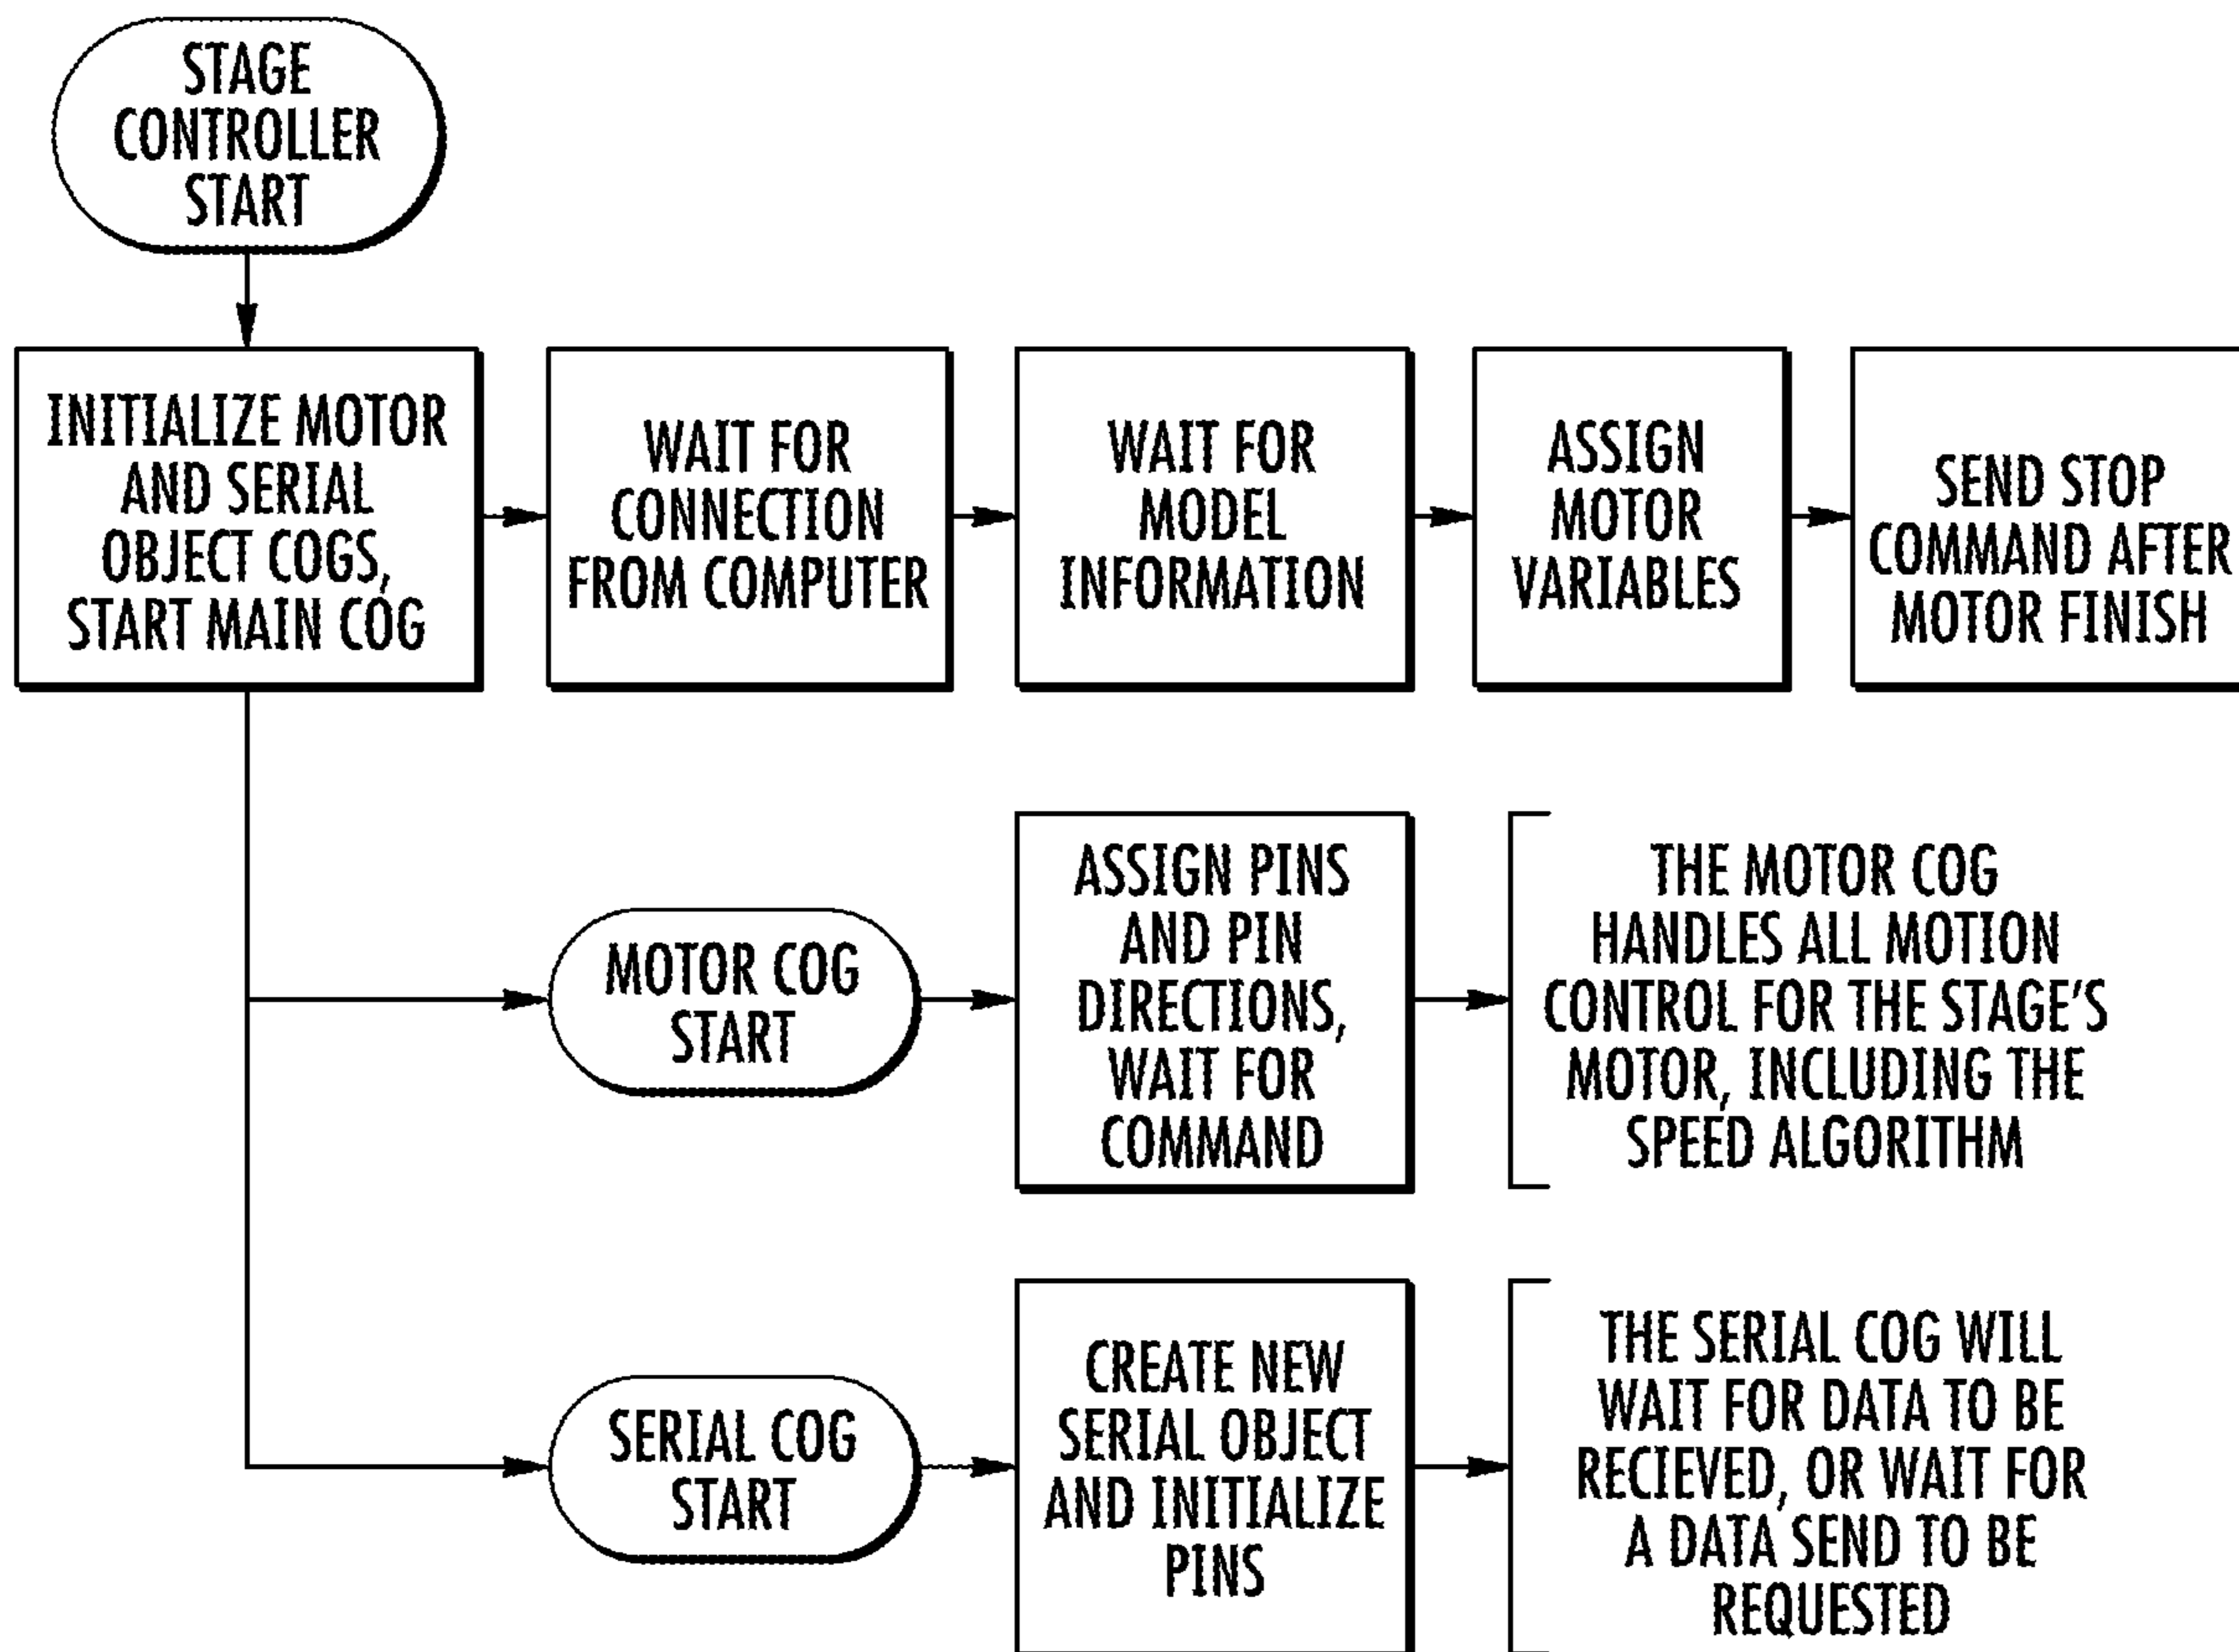 STAGE
CONTROLLER
START
INITIALIZE MOTOR
AND SERIAL
OBJECT COGS,
START MAIN COG
WAIT FOR
CONNECTION
FROM COMPUTER
WAIT FOR
MODEL
INFORMATION
ASSIGN
MOTOR
VARIABLES
SEND STOP
COMMAND AFTER
MOTOR FINISH
MOTOR COG
START
ASSIGN PINS
AND PIN
DIRECTIONS,
WAIT FOR
COMMAND
THE MOTOR COG
HANDLES ALL MOTION
CONTROL FOR THE STAGE'S
MOTOR, INCLUDING THE
SPEED ALGORITHM
SERIAL COG
START
CREATE NEW
SERIAL OBJECT
AND INITIALIZE
PINS
THE SERIAL COG WILL
WAIT FOR DATA TO BE
RECIEVED, OR WAIT FOR
A DATA SEND TO BE
REQUESTED